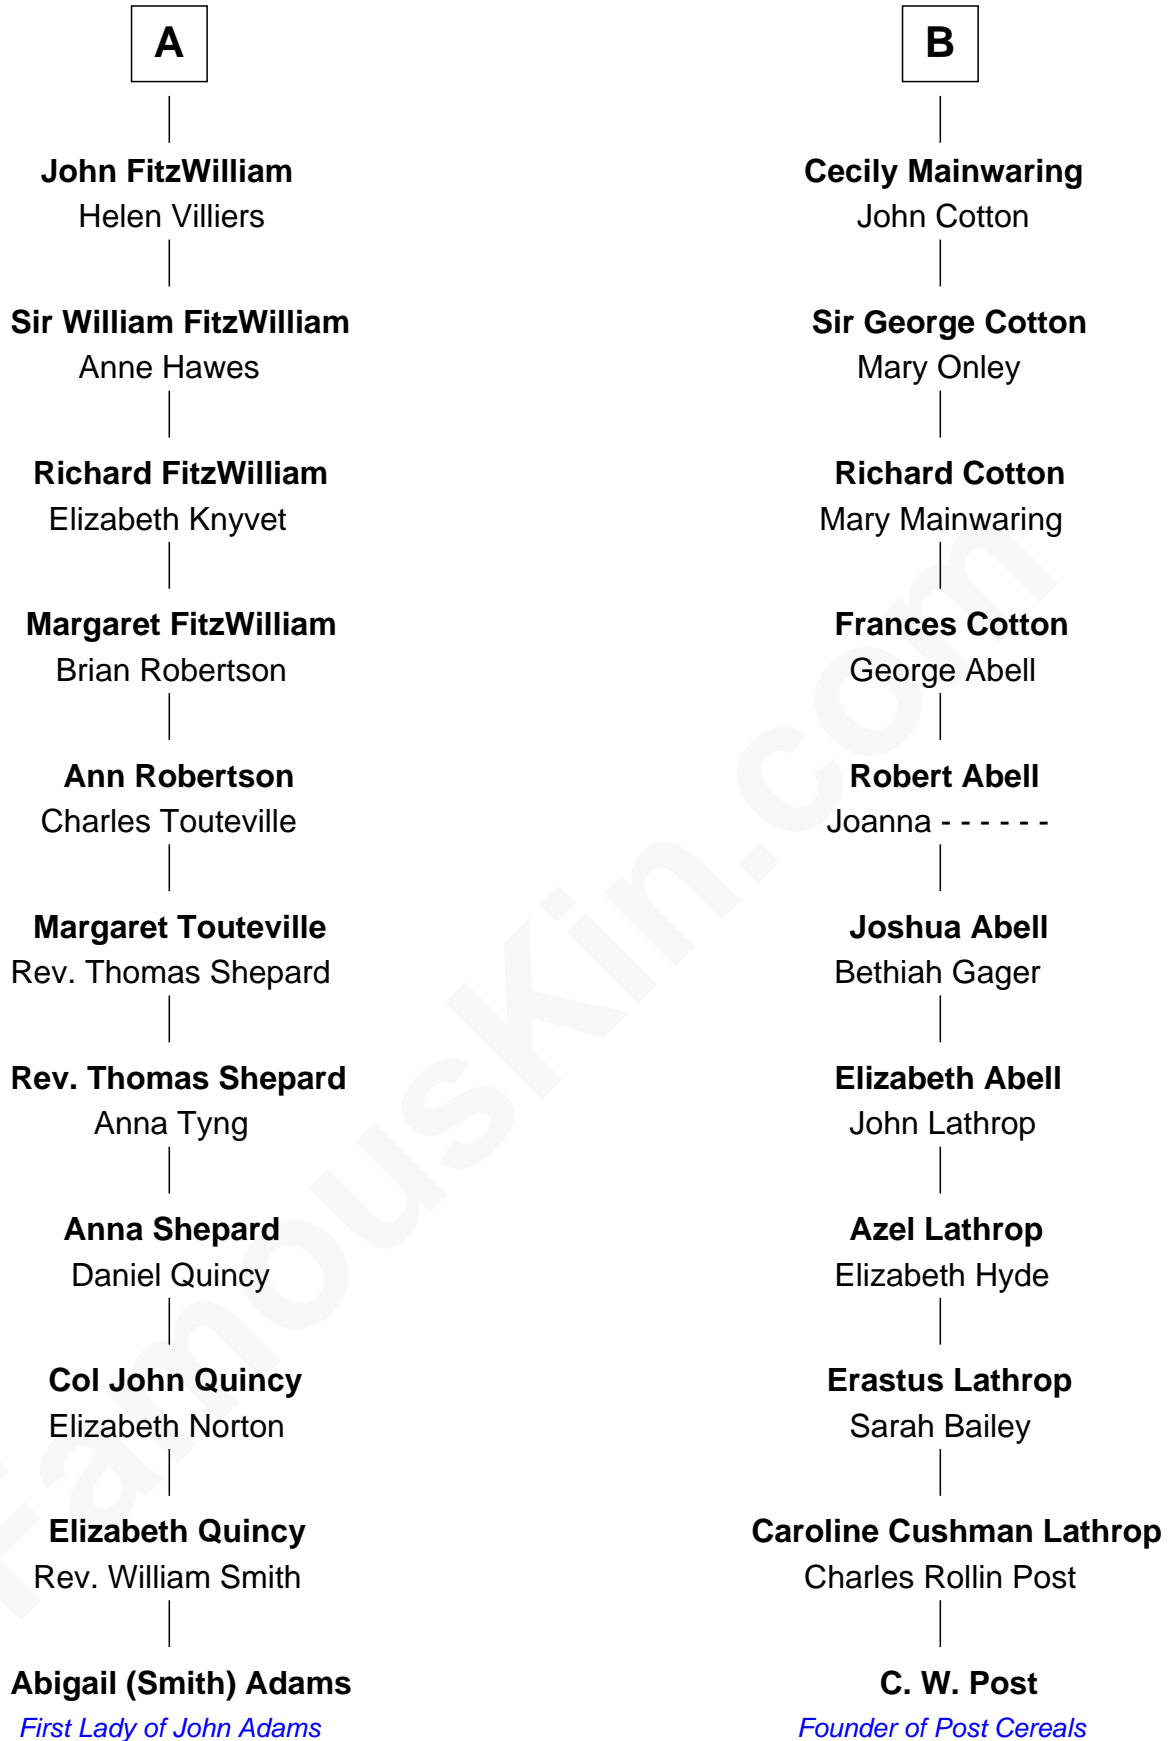 A
John FitzWilliam
Helen Villiers
Sir William FitzWilliam
Anne Hawes
Richard FitzWilliam
Elizabeth Knyvet
Margaret FitzWilliam
Brian Robertson
Ann Robertson
Charles Touteville
Margaret Touteville
Rev. Thomas Shepard
Rev. Thomas Shepard
Anna Tyng
Anna Shepard
Daniel Quincy
Col John Quincy
Elizabeth Norton
Elizabeth Quincy
Rev. William Smith
Abigail (Smith) Adams
First Lady of John Adams
B
Cecily Mainwaring
John Cotton
Sir George Cotton
Mary Onley
Richard Cotton
Mary Mainwaring
Frances Cotton
George Abell
Robert Abell
Joanna - - - - - -
Joshua Abell
Bethiah Gager
Elizabeth Abell
John Lathrop
Azel Lathrop
Elizabeth Hyde
Erastus Lathrop
Sarah Bailey
Caroline Cushman Lathrop
Charles Rollin Post
C. W. Post
Founder of Post Cereals
FamousKin.com